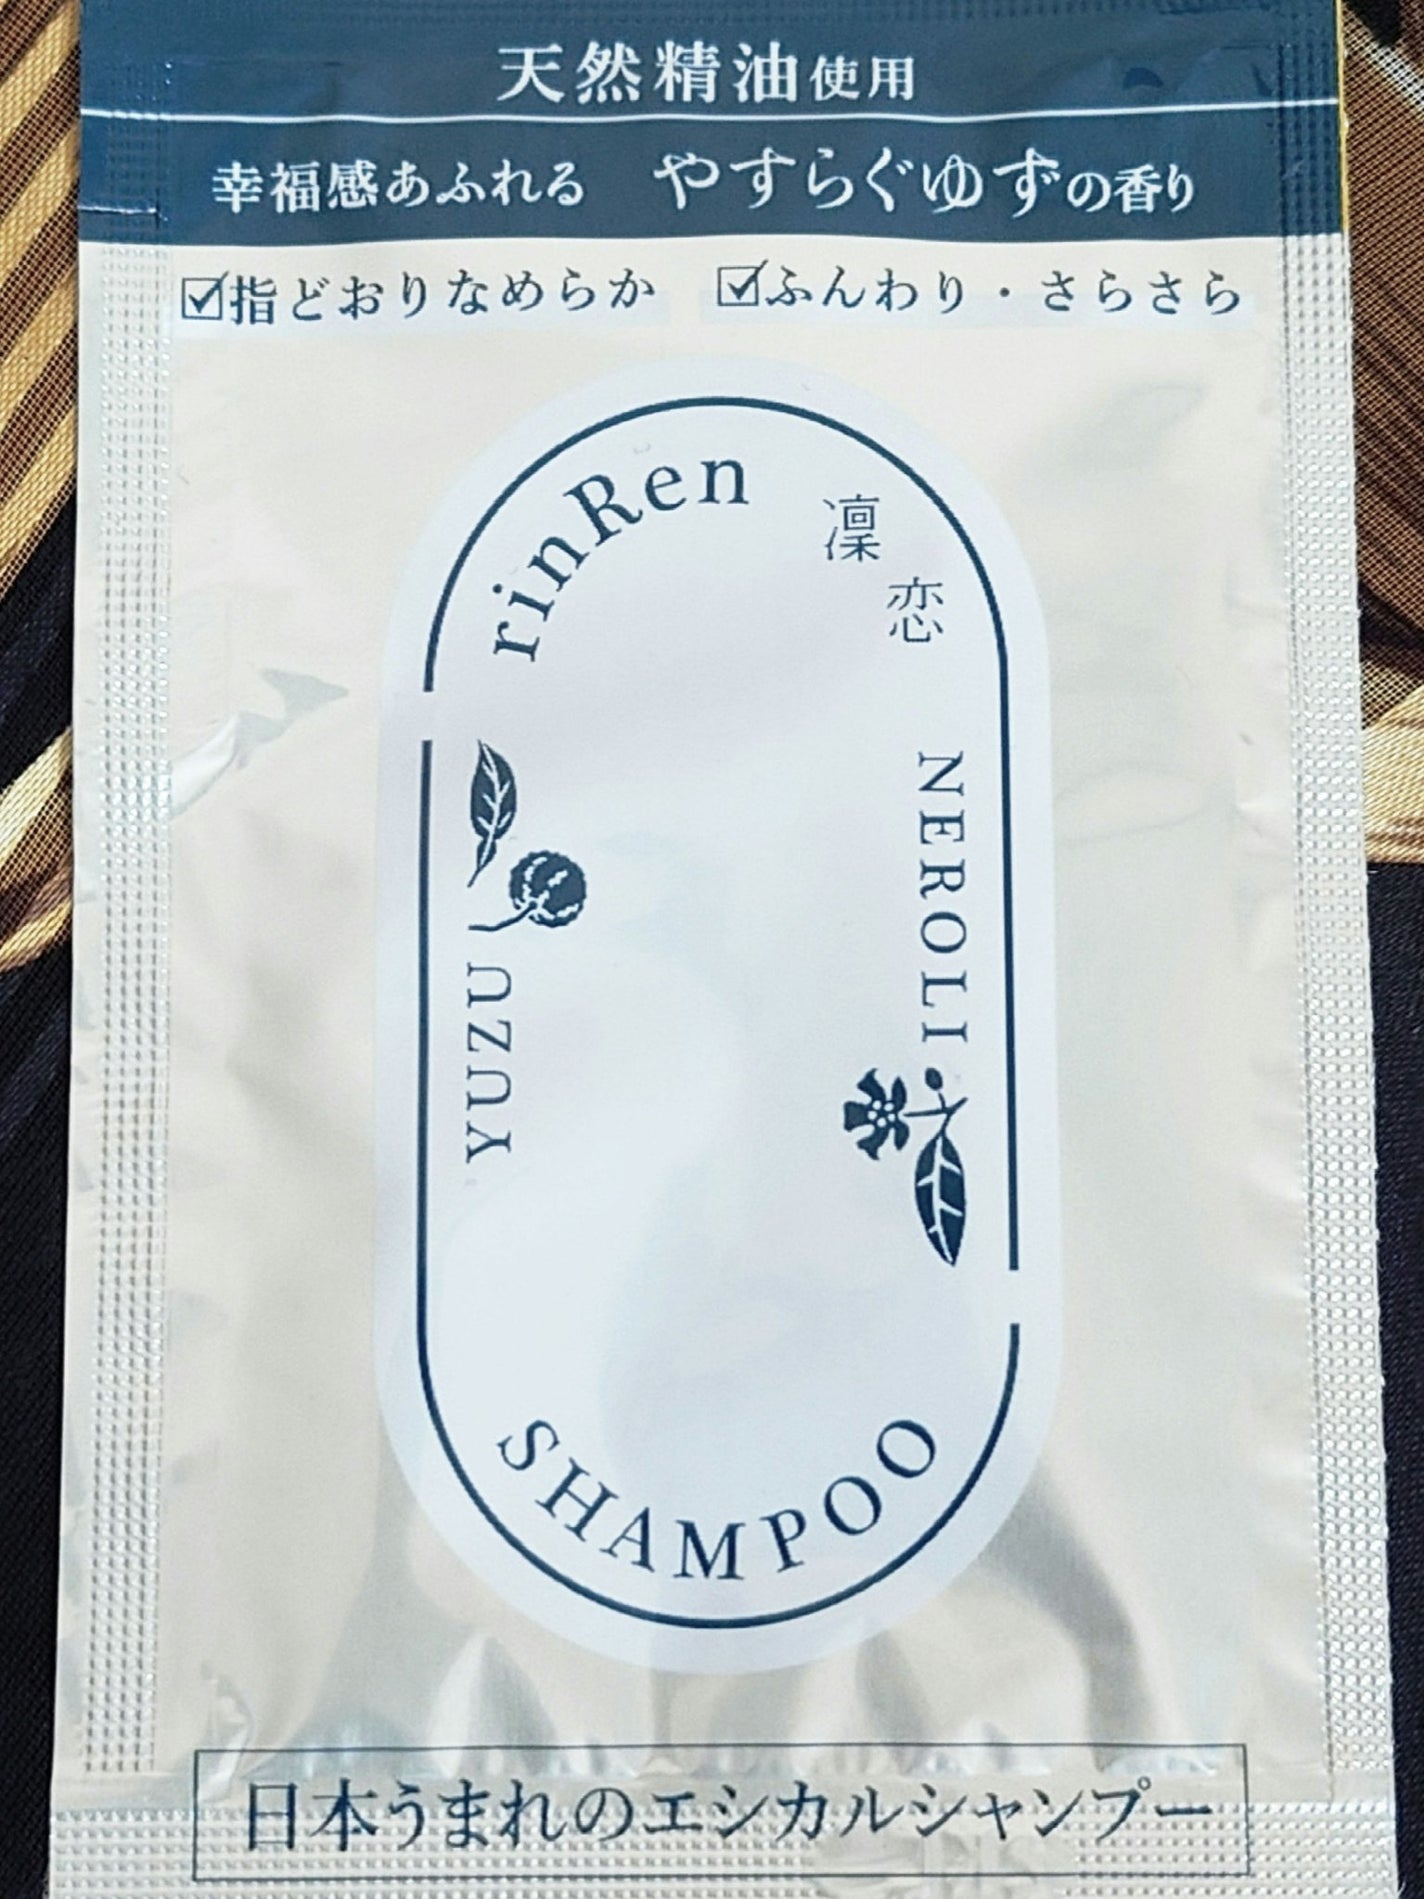 天然精油使用
幸福感あふれる やすらぐゆずの香り
☑指どおりなめらか ☑ふんわり・さらさら
rinRen
凜恋
NEROLI
YUZU
SHAMPOO
日本うまれのエシカルシャンプー